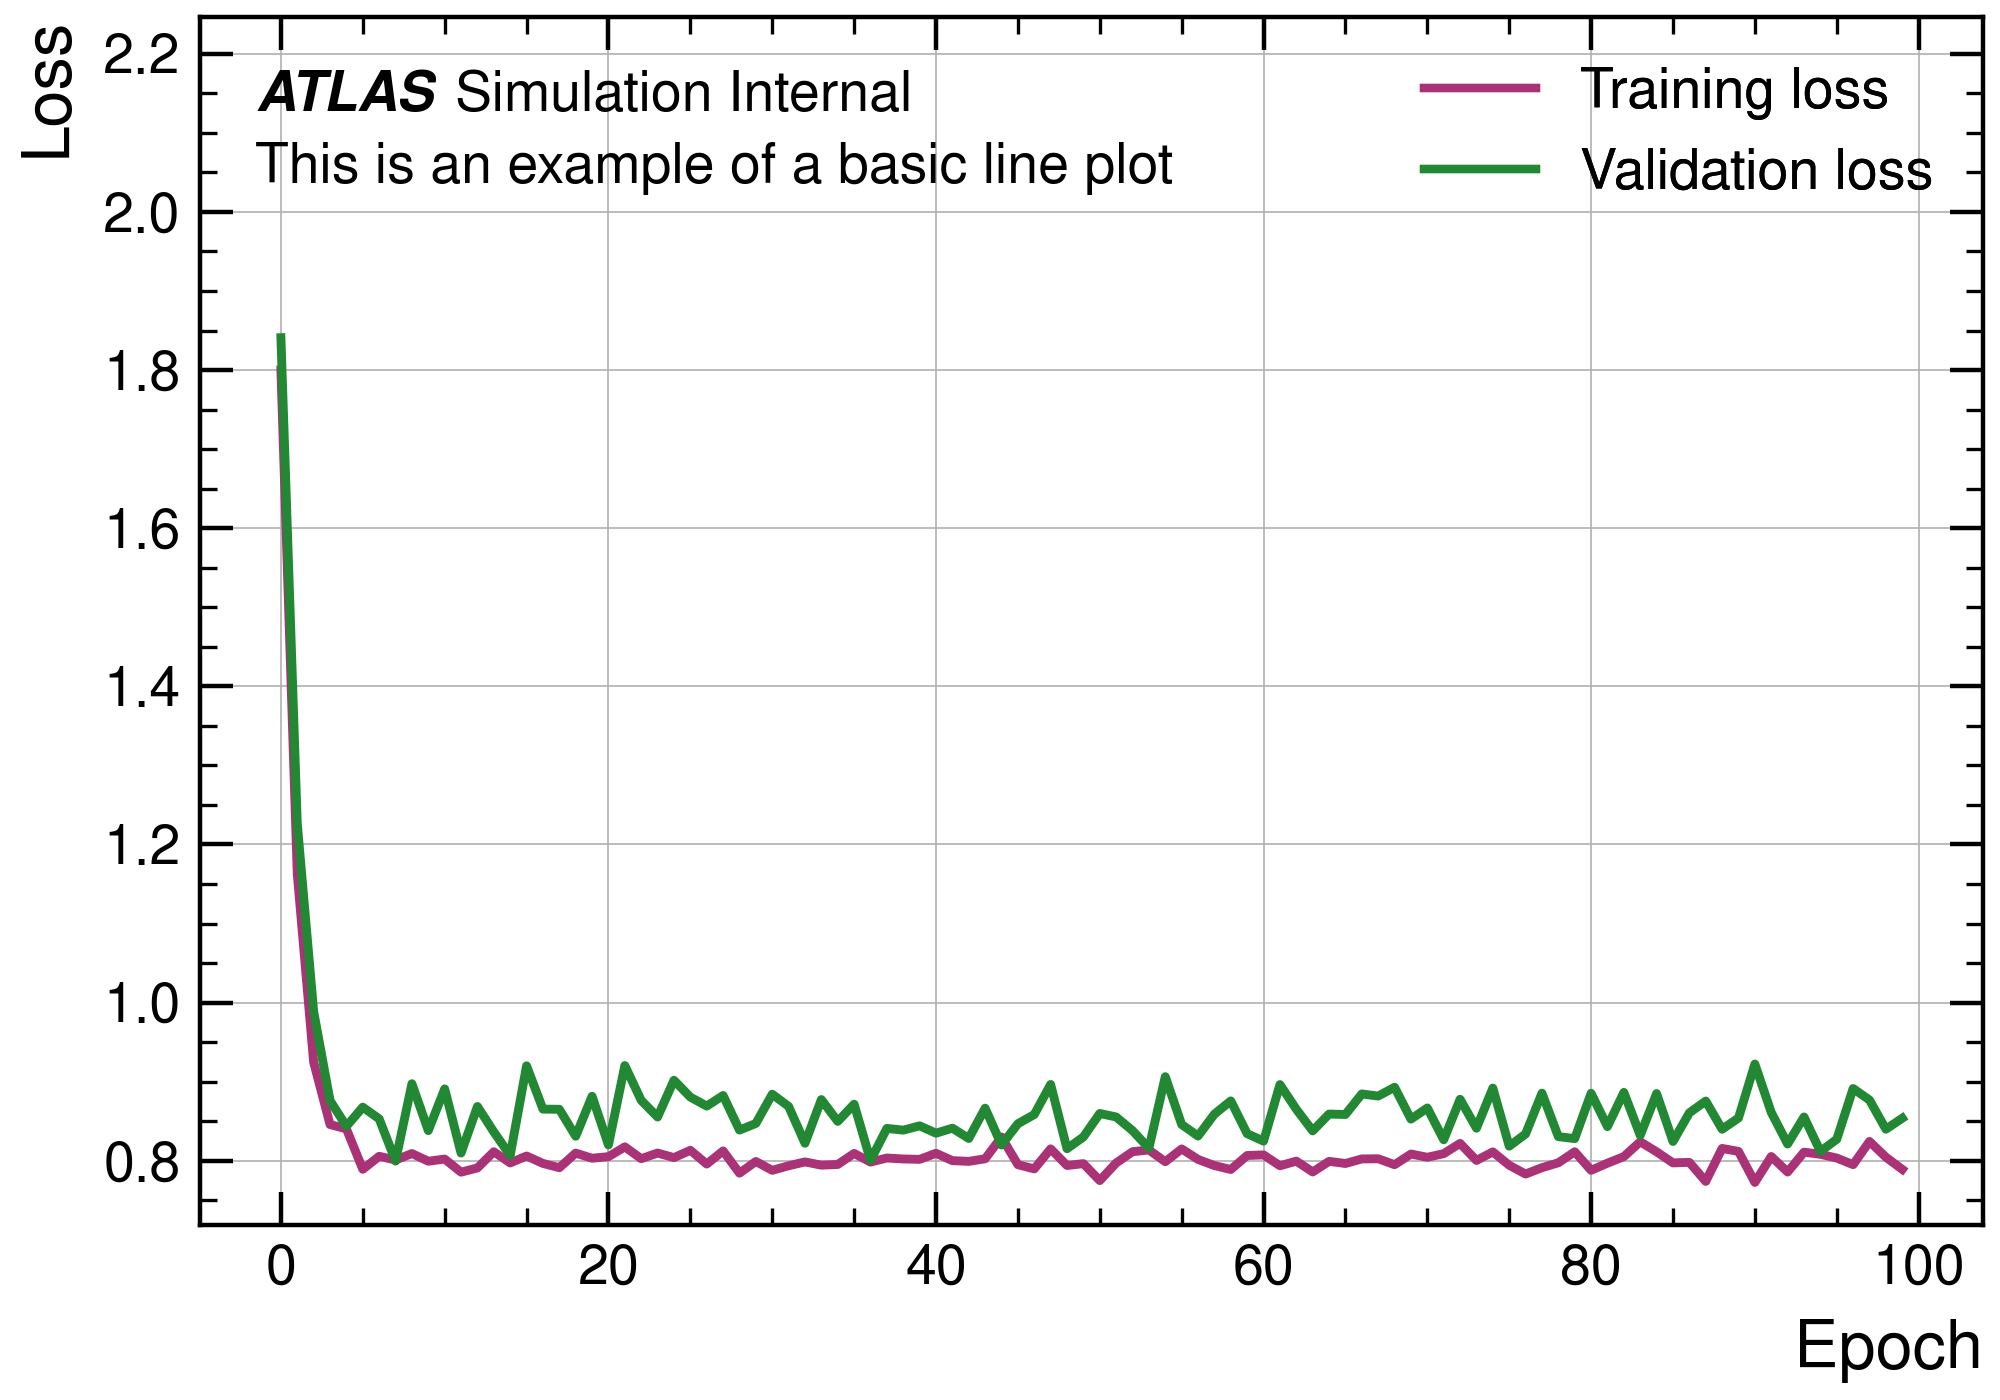 Loss
2.2
2.0
1.8
1.6
1.4
1.2
1.0
0.8
ATLAS Simulation Internal
This is an example of a basic line plot
Training loss
Validation loss
0 20 40 60 80 100
Epoch